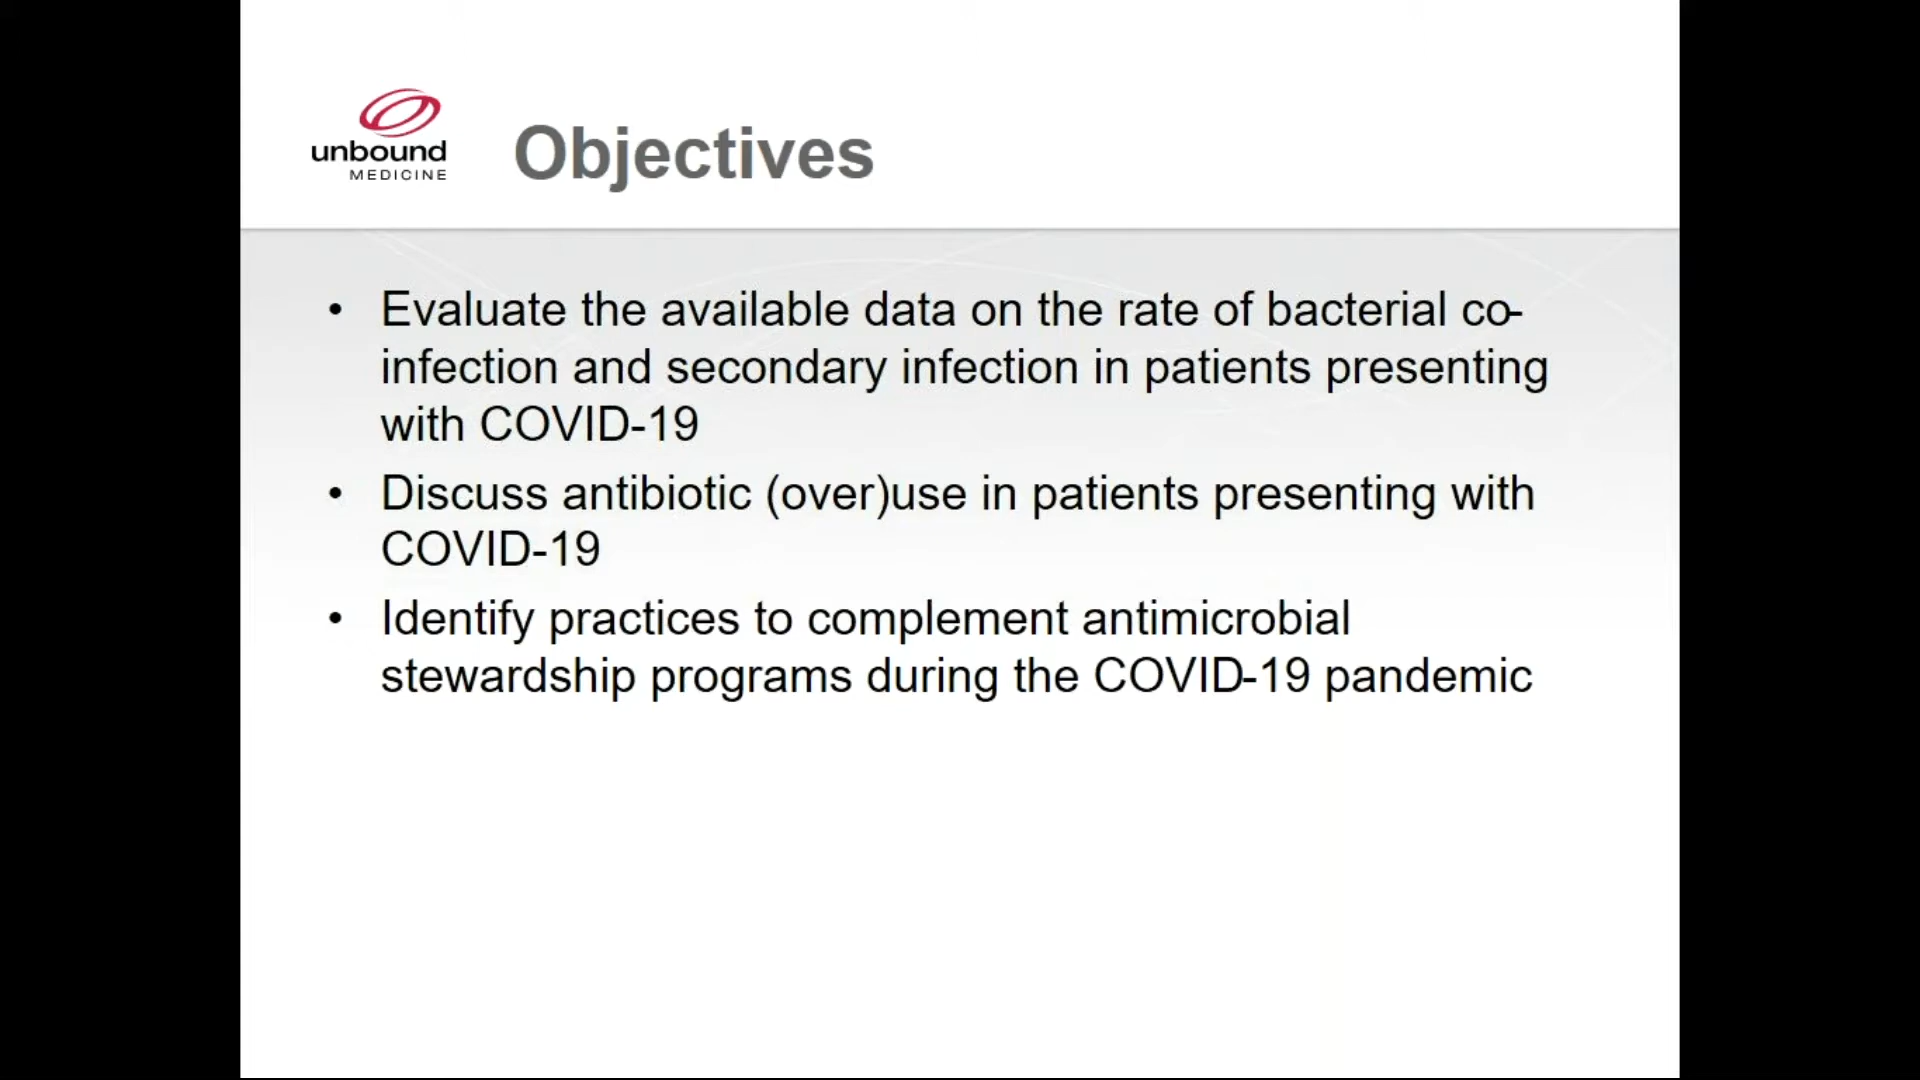 unbound
MEDICINE
Objectives
• Evaluate the available data on the rate of bacterial co-
infection and secondary infection in patients presenting
with COVID-19
• Discuss antibiotic (over)use in patients presenting with
COVID-19
• Identify practices to complement antimicrobial
stewardship programs during the COVID-19 pandemic